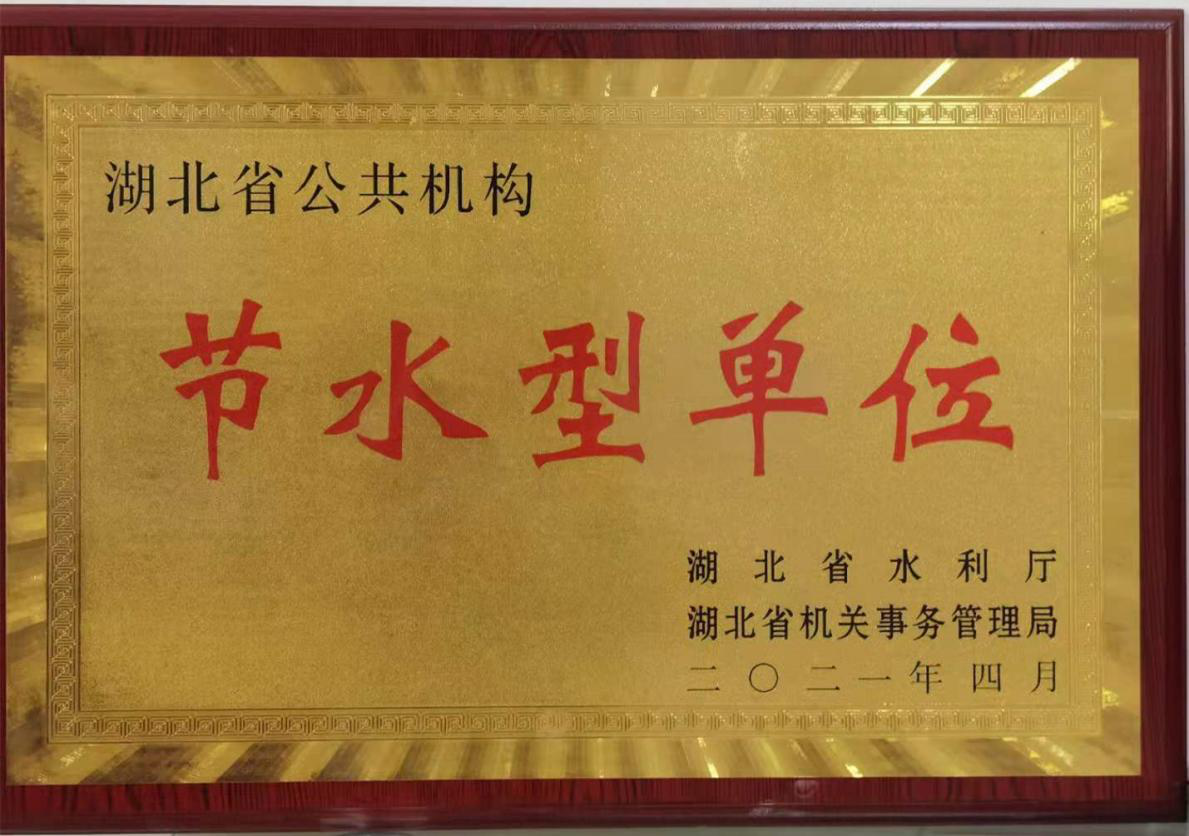 湖北省公共机构
节水型单位
湖北省水利厅
湖北省机关事务管理局
二〇二一年四月